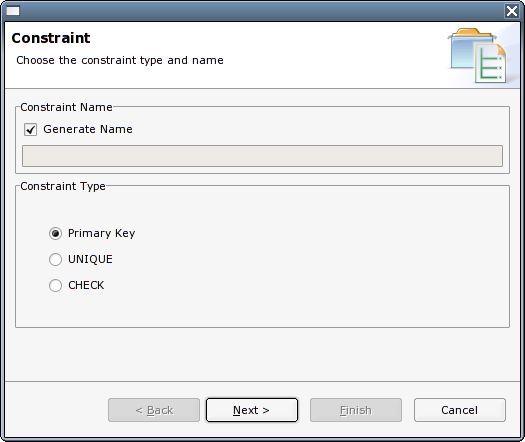 Constraint
Choose the constraint type and name
Constraint Name
Generate Name
Constraint Type
Primary Key
UNIQUE
CHECK
< Back
Next >
Finish
Cancel